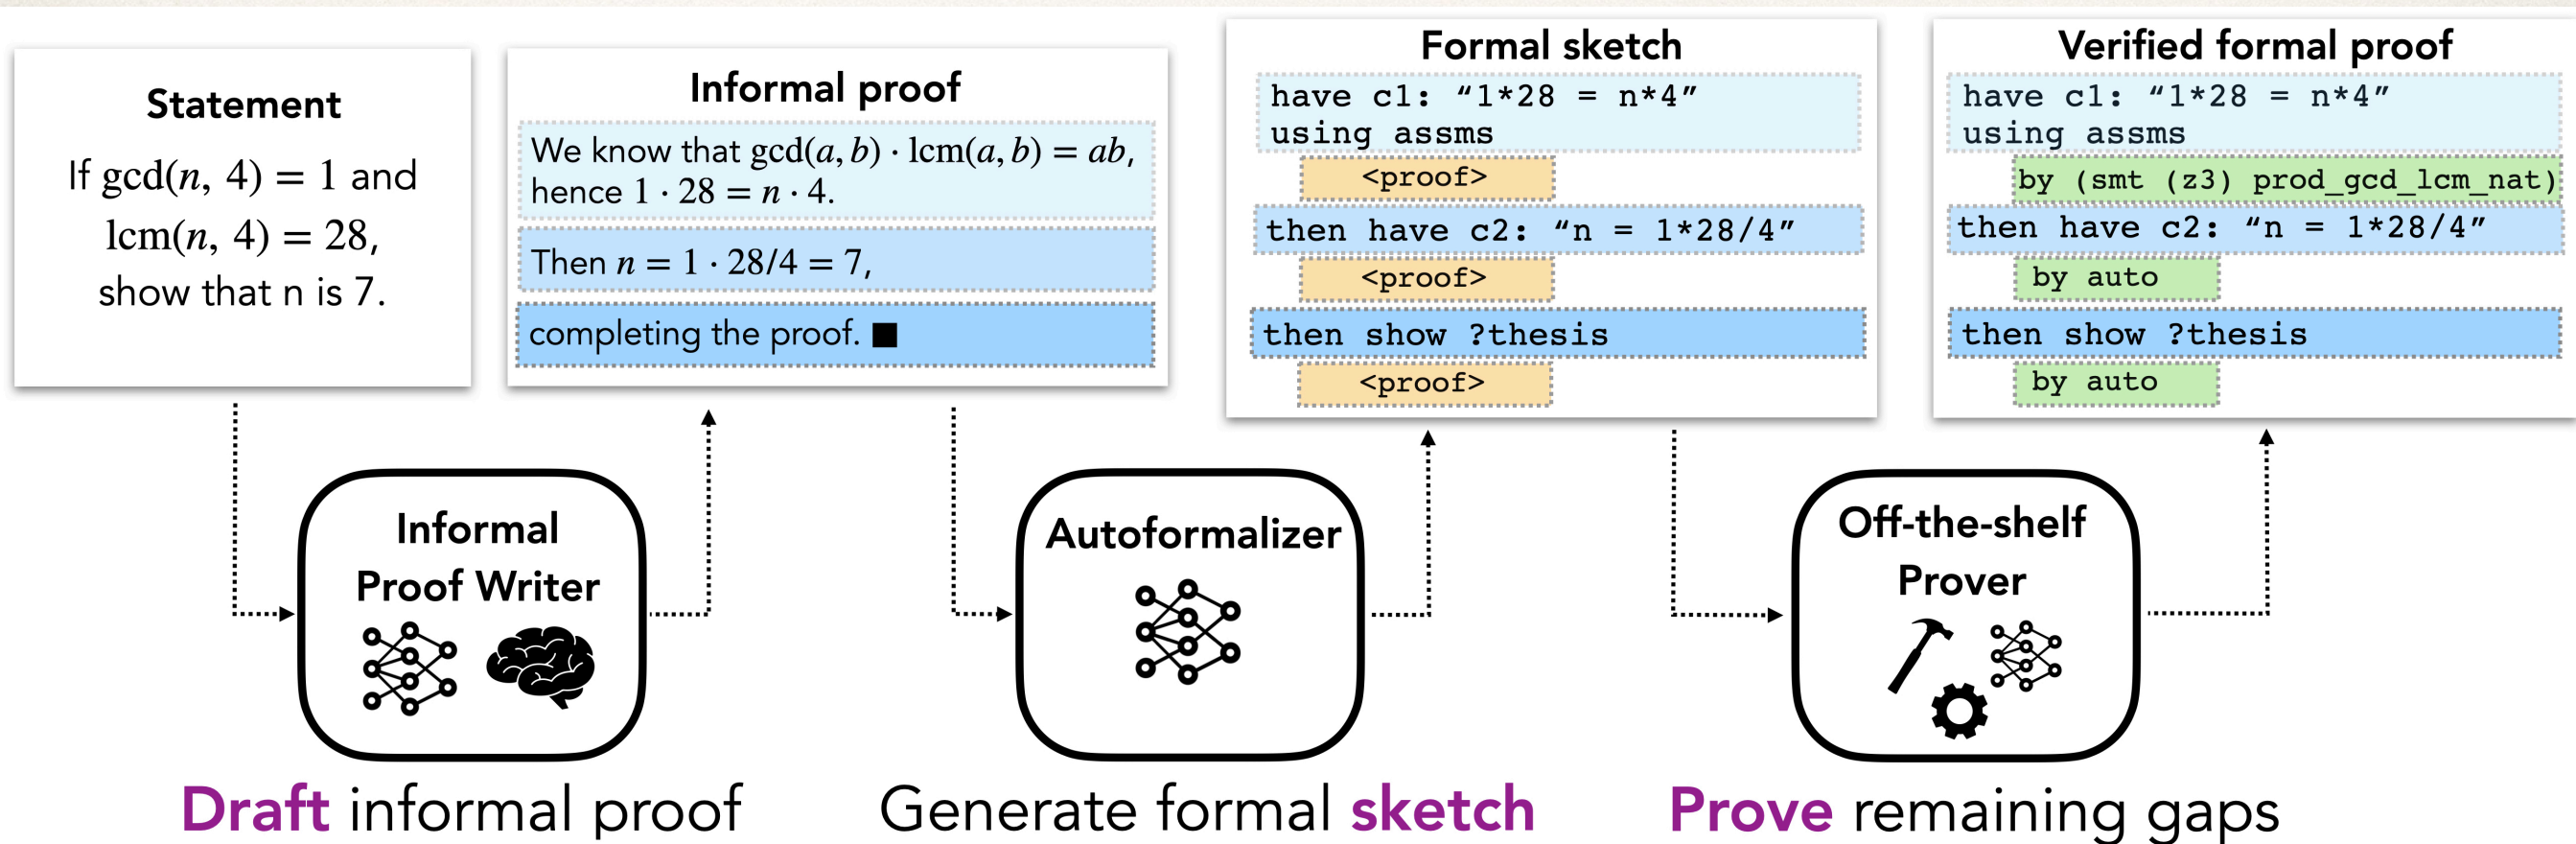 Statement
If gcd(n, 4) = 1 and
lcm(n, 4) = 28,
show that n is 7.
Informal proof
We know that gcd(a, b) · lcm(a, b) = ab,
hence 1 · 28 = n · 4.
Then n = 1 · 28/4 = 7,
completing the proof. ■
Formal sketch
have c1: “1*28 = n*4”
using assms
<proof>
then have c2: “n = 1*28/4”
<proof>
then show ?thesis
<proof>
Verified formal proof
have c1: “1*28 = n*4”
using assms
by (smt (z3) prod_gcd_lcm_nat)
then have c2: “n = 1*28/4”
by auto
then show ?thesis
by auto
Informal
Proof Writer
Autoformalizer
Off-the-shelf
Prover
Draft informal proof
Generate formal sketch
Prove remaining gaps